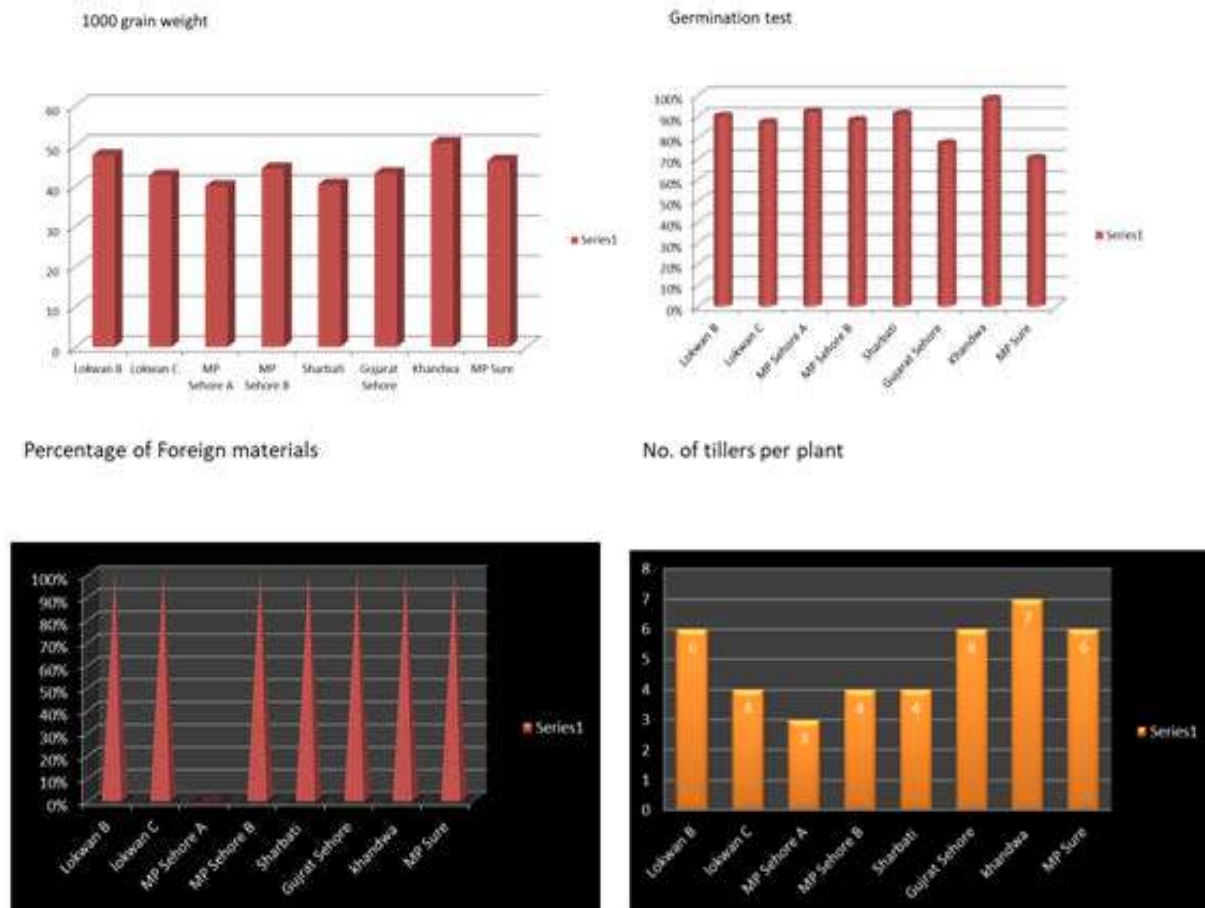 1000 grain weight
60
50
40
30
20
10
0
Lokwan B Lokwan C MP Sehore A MP Sehore B Sharbati Gujarat Sehore Khandwa MP Sure
Series1
Germination test
100%
90%
80%
70%
60%
50%
40%
30%
20%
10%
0%
Lokwan B Lokwan C MP Sehore A MP Sehore B Sharbati Gujarat Sehore Khandwa MP Sure
Series1
Percentage of Foreign materials
100%
90%
80%
70%
60%
50%
40%
30%
20%
10%
0%
Lokwan B lokwan C MP Sehore A MP Sehore B Sharbati Gujrat Sehore khandwa MP Sure
Series1
No. of tillers per plant
8
7
6
5
4
3
2
1
0
6 4 3 4 4 6 7 6
Lokwan B lokwan C MP Sehore A MP Sehore B Sharbati Gujrat Sehore khandwa MP Sure
Series1